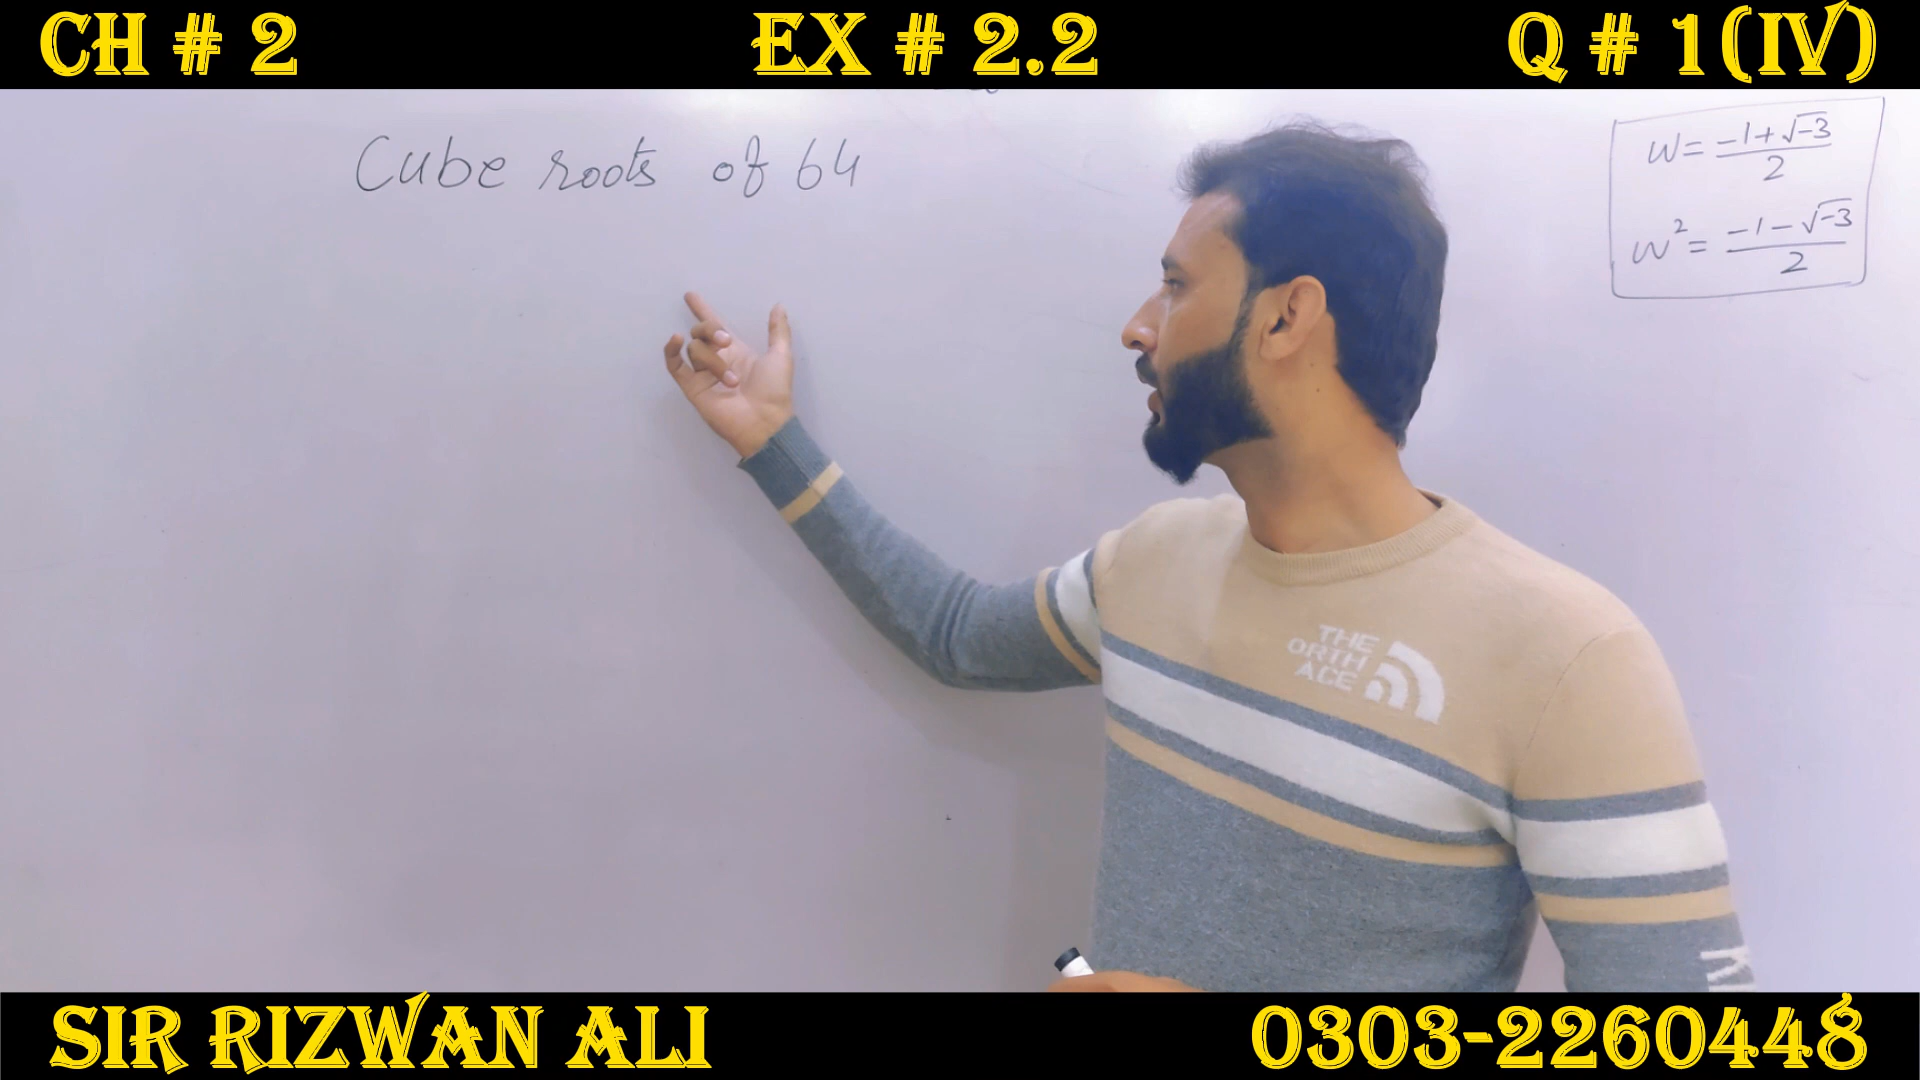 CH # 2 EX # 2.2 Q # 1(IV)
Cube roots of 64
w = -1+√-3 / 2
w² = -1-√-3 / 2
THE
ORTH
ACE
SIR RIZWAN ALI 0303-2260448